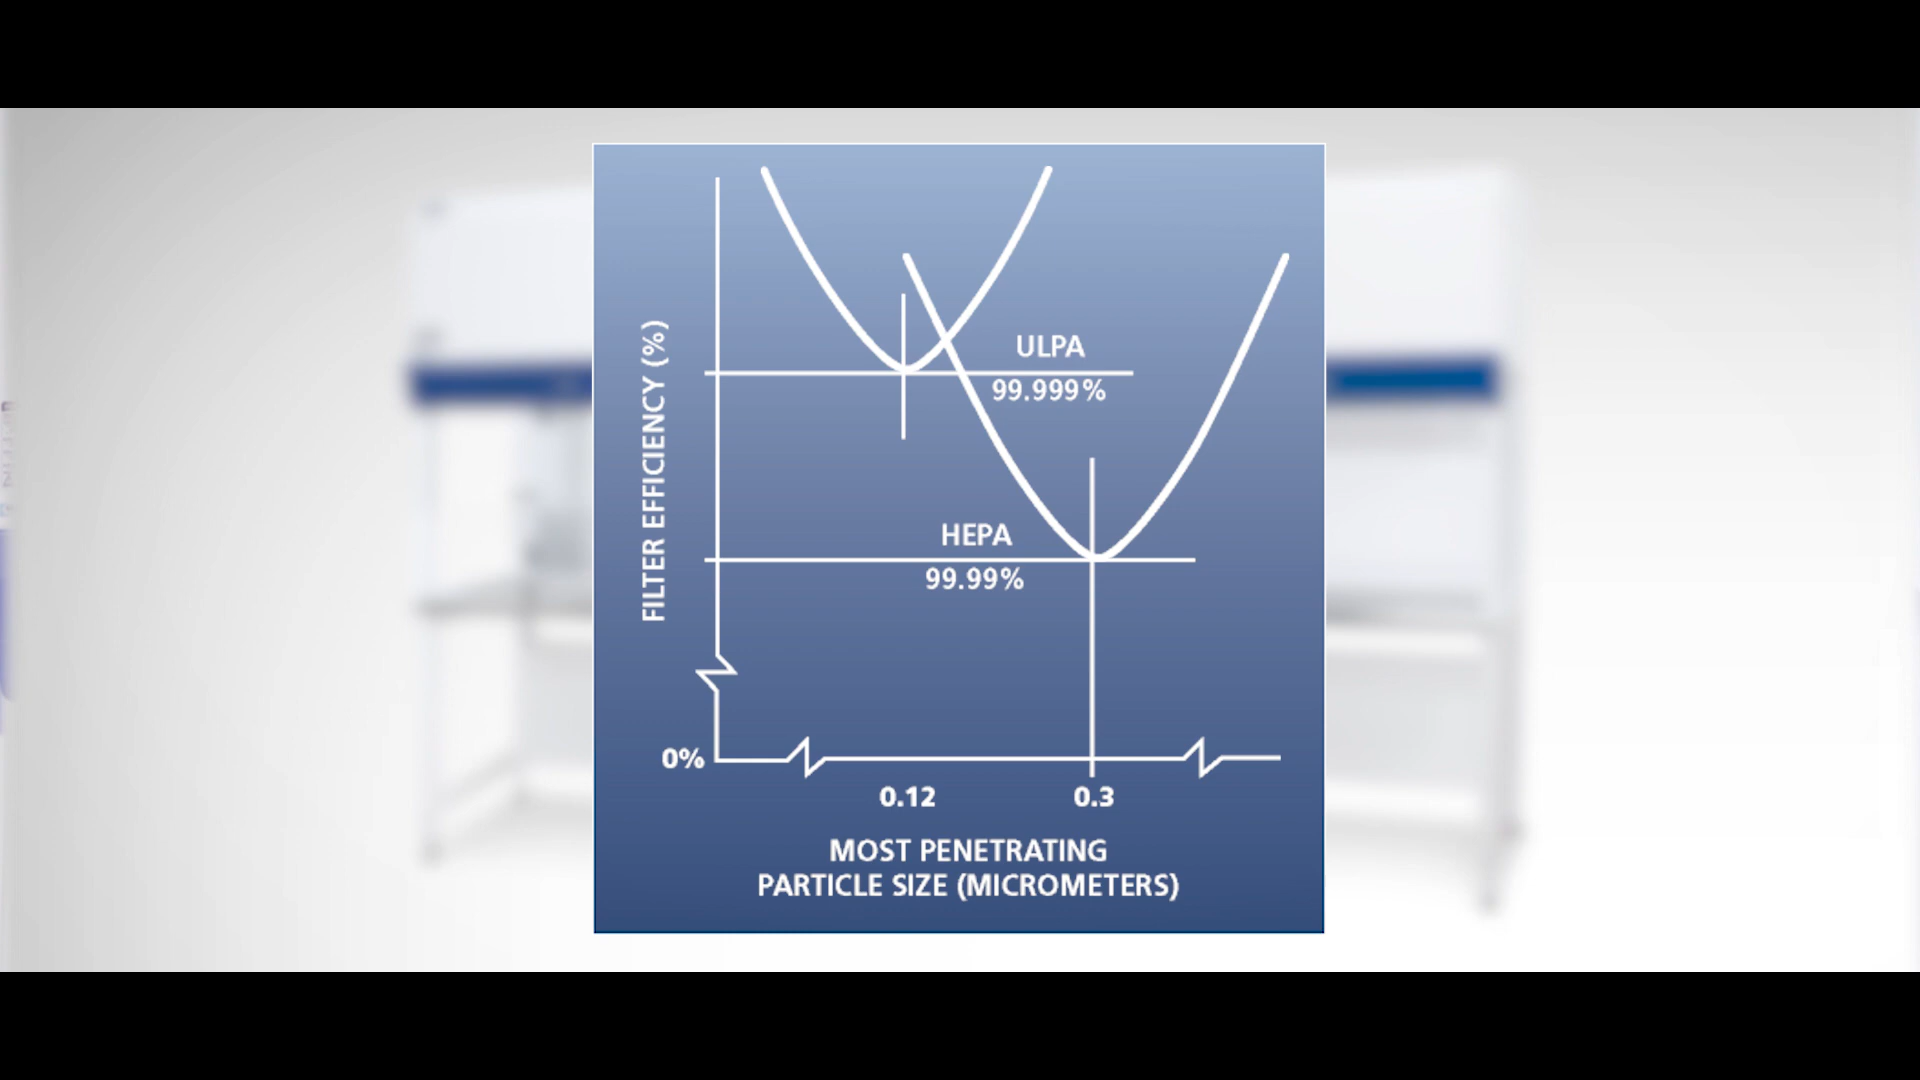 FILTER EFFICIENCY (%)
ULPA
99.999%
HEPA
99.99%
0%
0.12
0.3
MOST PENETRATING
PARTICLE SIZE (MICROMETERS)